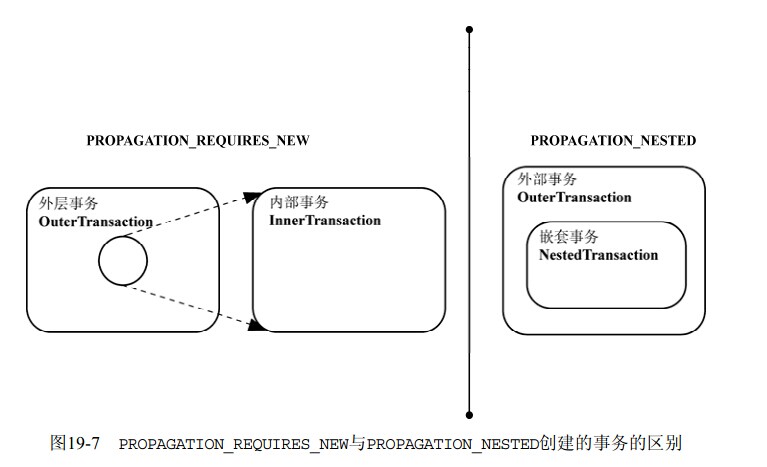 PROPAGATION_REQUIRES_NEW
外层事务
OuterTransaction
内部事务
InnerTransaction
PROPAGATION_NESTED
外部事务
OuterTransaction
嵌套事务
NestedTransaction
图19-7 PROPAGATION_REQUIRES_NEW与PROPAGATION_NESTED创建的事务的区别